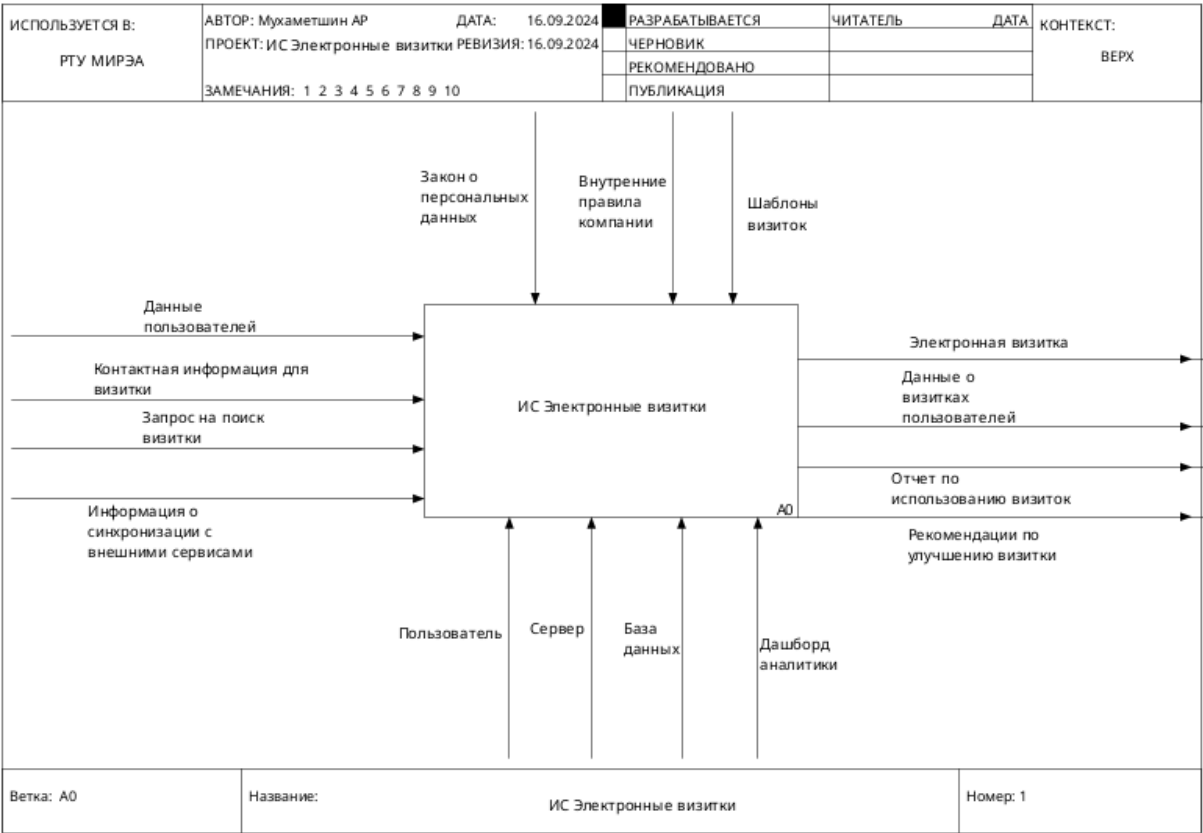 ИСПОЛЬЗУЕТСЯ В:
РТУ МИРЭА
АВТОР: Мухаметшин АР ДАТА: 16.09.2024
ПРОЕКТ: ИС Электронные визитки РЕВИЗИЯ: 16.09.2024
ЗАМЕЧАНИЯ: 1 2 3 4 5 6 7 8 9 10
РАЗРАБАТЫВАЕТСЯ
ЧЕРНОВИК
РЕКОМЕНДОВАНО
ПУБЛИКАЦИЯ
ЧИТАТЕЛЬ ДАТА
КОНТЕКСТ:
ВЕРХ
Закон о
персональных
данных
Внутренние
правила
компании
Шаблоны
визиток
Данные
пользователей
Контактная информация для
визитки
Запрос на поиск
визитки
Информация о
синхронизации с
внешними сервисами
ИС Электронные визитки
A0
Электронная визитка
Данные о
визитках
пользователей
Отчет по
использованию визиток
Рекомендации по
улучшению визитки
Пользователь
Сервер
База
данных
Дашборд
аналитики
Ветка: A0
Название:
ИС Электронные визитки
Номер: 1